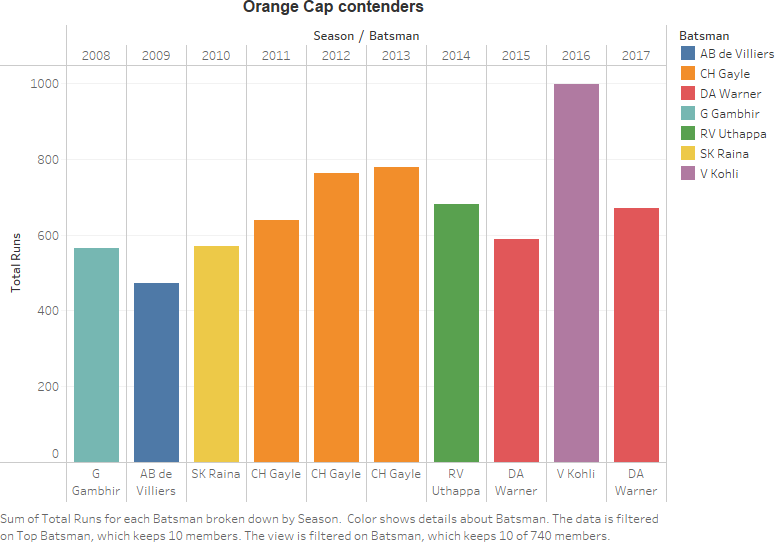 Orange Cap contenders
Season / Batsman
2008 2009 2010 2011 2012 2013 2014 2015 2016 2017
1000
800
600
400
200
0
Total Runs
G Gambhir
AB de Villiers
SK Raina
CH Gayle
CH Gayle
CH Gayle
RV Uthappa
DA Warner
V Kohli
DA Warner
Batsman
AB de Villiers
CH Gayle
DA Warner
G Gambhir
RV Uthappa
SK Raina
V Kohli
Sum of Total Runs for each Batsman broken down by Season. Color shows details about Batsman. The data is filtered
on Top Batsman, which keeps 10 members. The view is filtered on Batsman, which keeps 10 of 740 members.